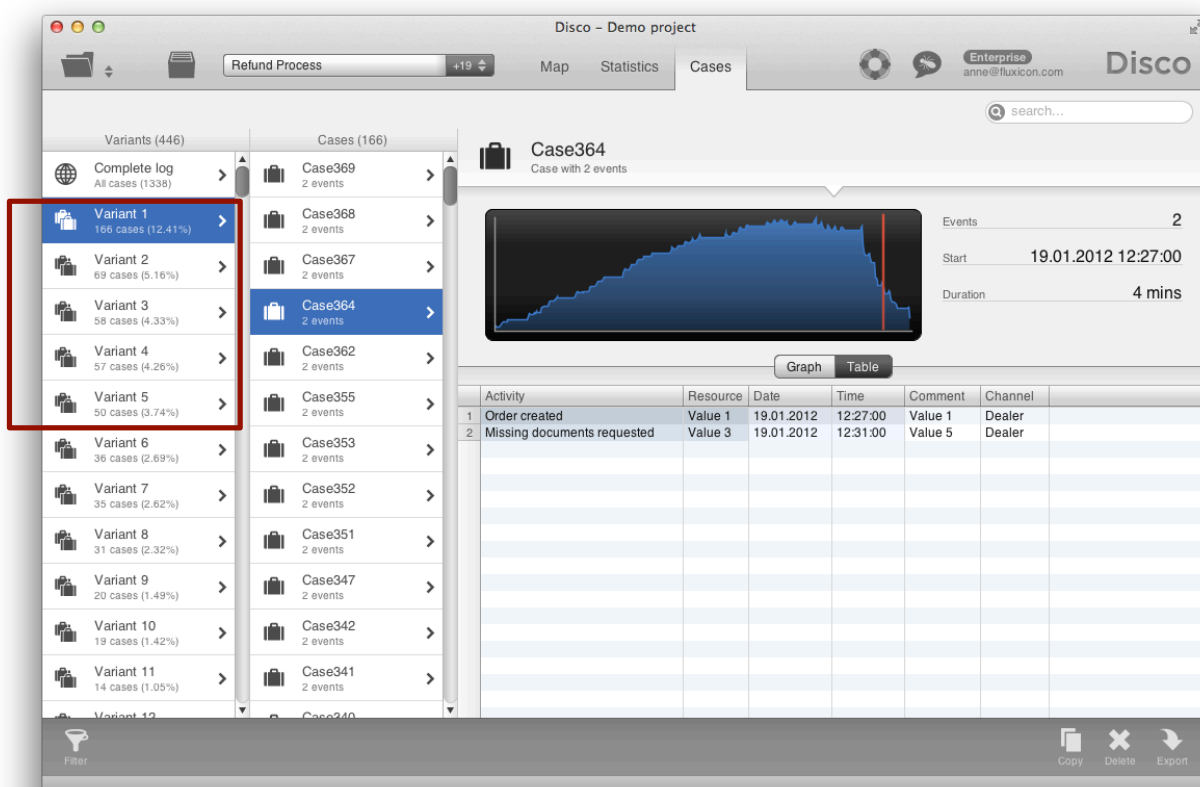 Disco – Demo project
Refund Process
+19
Map
Statistics
Cases
Enterprise
anne@fluxicon.com
Disco
search...
Variants (446)
Complete log
All cases (1338)
Variant 1
166 cases (12.41%)
Variant 2
69 cases (5.16%)
Variant 3
58 cases (4.33%)
Variant 4
57 cases (4.26%)
Variant 5
50 cases (3.74%)
Variant 6
36 cases (2.69%)
Variant 7
35 cases (2.62%)
Variant 8
31 cases (2.32%)
Variant 9
20 cases (1.49%)
Variant 10
19 cases (1.42%)
Variant 11
14 cases (1.05%)
Variant 12
Cases (166)
Case369
2 events
Case368
2 events
Case367
2 events
Case364
2 events
Case362
2 events
Case355
2 events
Case353
2 events
Case352
2 events
Case351
2 events
Case347
2 events
Case342
2 events
Case341
2 events
Case340
Case364
Case with 2 events
Events 2
Start 19.01.2012 12:27:00
Duration 4 mins
Graph Table
Activity Resource Date Time Comment Channel
1 Order created Value 1 19.01.2012 12:27:00 Value 1 Dealer
2 Missing documents requested Value 3 19.01.2012 12:31:00 Value 5 Dealer
Filter
Copy
Delete
Export